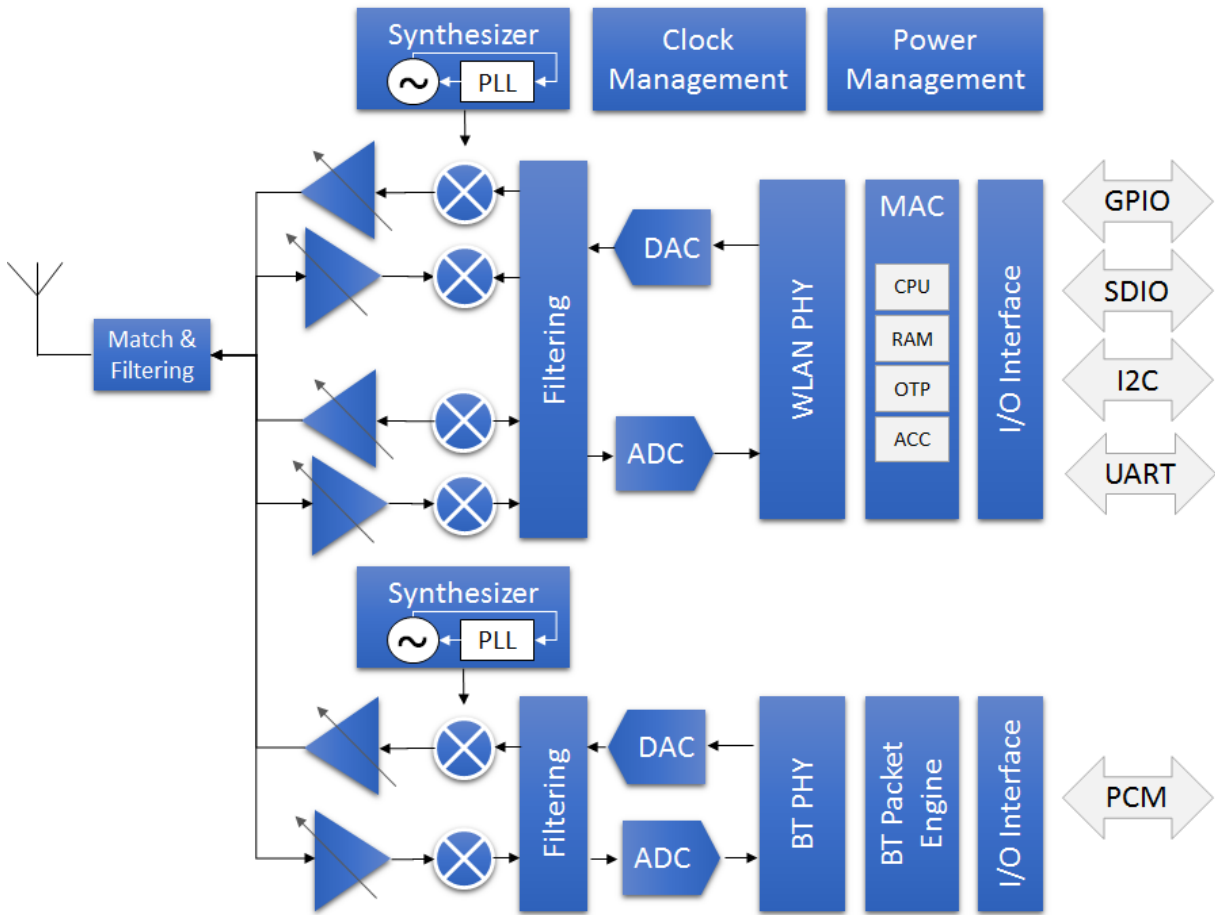 Synthesizer
PLL
Clock
Management
Power
Management
GPIO
SDIO
I2C
UART
DAC
ADC
Filtering
WLAN PHY
MAC
CPU
RAM
OTP
ACC
I/O Interface
Match &
Filtering
Synthesizer
PLL
Filtering
DAC
ADC
BT PHY
BT Packet
Engine
I/O Interface
PCM